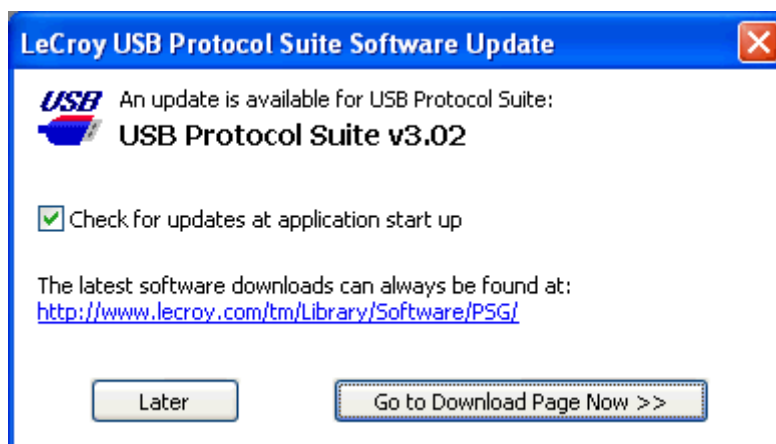 LeCroy USB Protocol Suite Software Update
USB
An update is available for USB Protocol Suite:
USB Protocol Suite v3.02
Check for updates at application start up
The latest software downloads can always be found at:
http://www.lecroy.com/tm/Library/Software/PSG/
Later
Go to Download Page Now >>